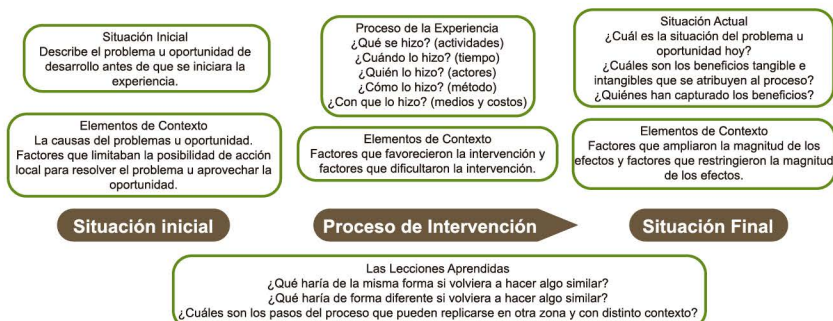 Situación Inicial
Describe el problema u oportunidad de
desarrollo antes de que se iniciara la
experiencia.
Elementos de Contexto
La causas del problemas u oportunidad.
Factores que limitaban la posibilidad de acción
local para resolver el problema u aprovechar la
oportunidad.
Situación inicial
Proceso de la Experiencia
¿Qué se hizo? (actividades)
¿Cuándo lo hizo? (tiempo)
¿Quién lo hizo? (actores)
¿Cómo lo hizo? (método)
¿Con que lo hizo? (medios y costos)
Elementos de Contexto
Factores que favorecieron la intervención y
factores que dificultaron la intervención.
Proceso de Intervención
Situación Actual
¿Cuál es la situación del problema u
oportunidad hoy?
¿Cuáles son los beneficios tangible e
intangibles que se atribuyen al proceso?
¿Quiénes han capturado los beneficios?
Elementos de Contexto
Factores que ampliaron la magnitud de los
efectos y factores que restringieron la magnitud
de los efectos.
Situación Final
Las Lecciones Aprendidas
¿Qué haría de la misma forma si volviera a hacer algo similar?
¿Qué haría de forma diferente si volviera a hacer algo similar?
¿Cuáles son los pasos del proceso que pueden replicarse en otra zona y con distinto contexto?